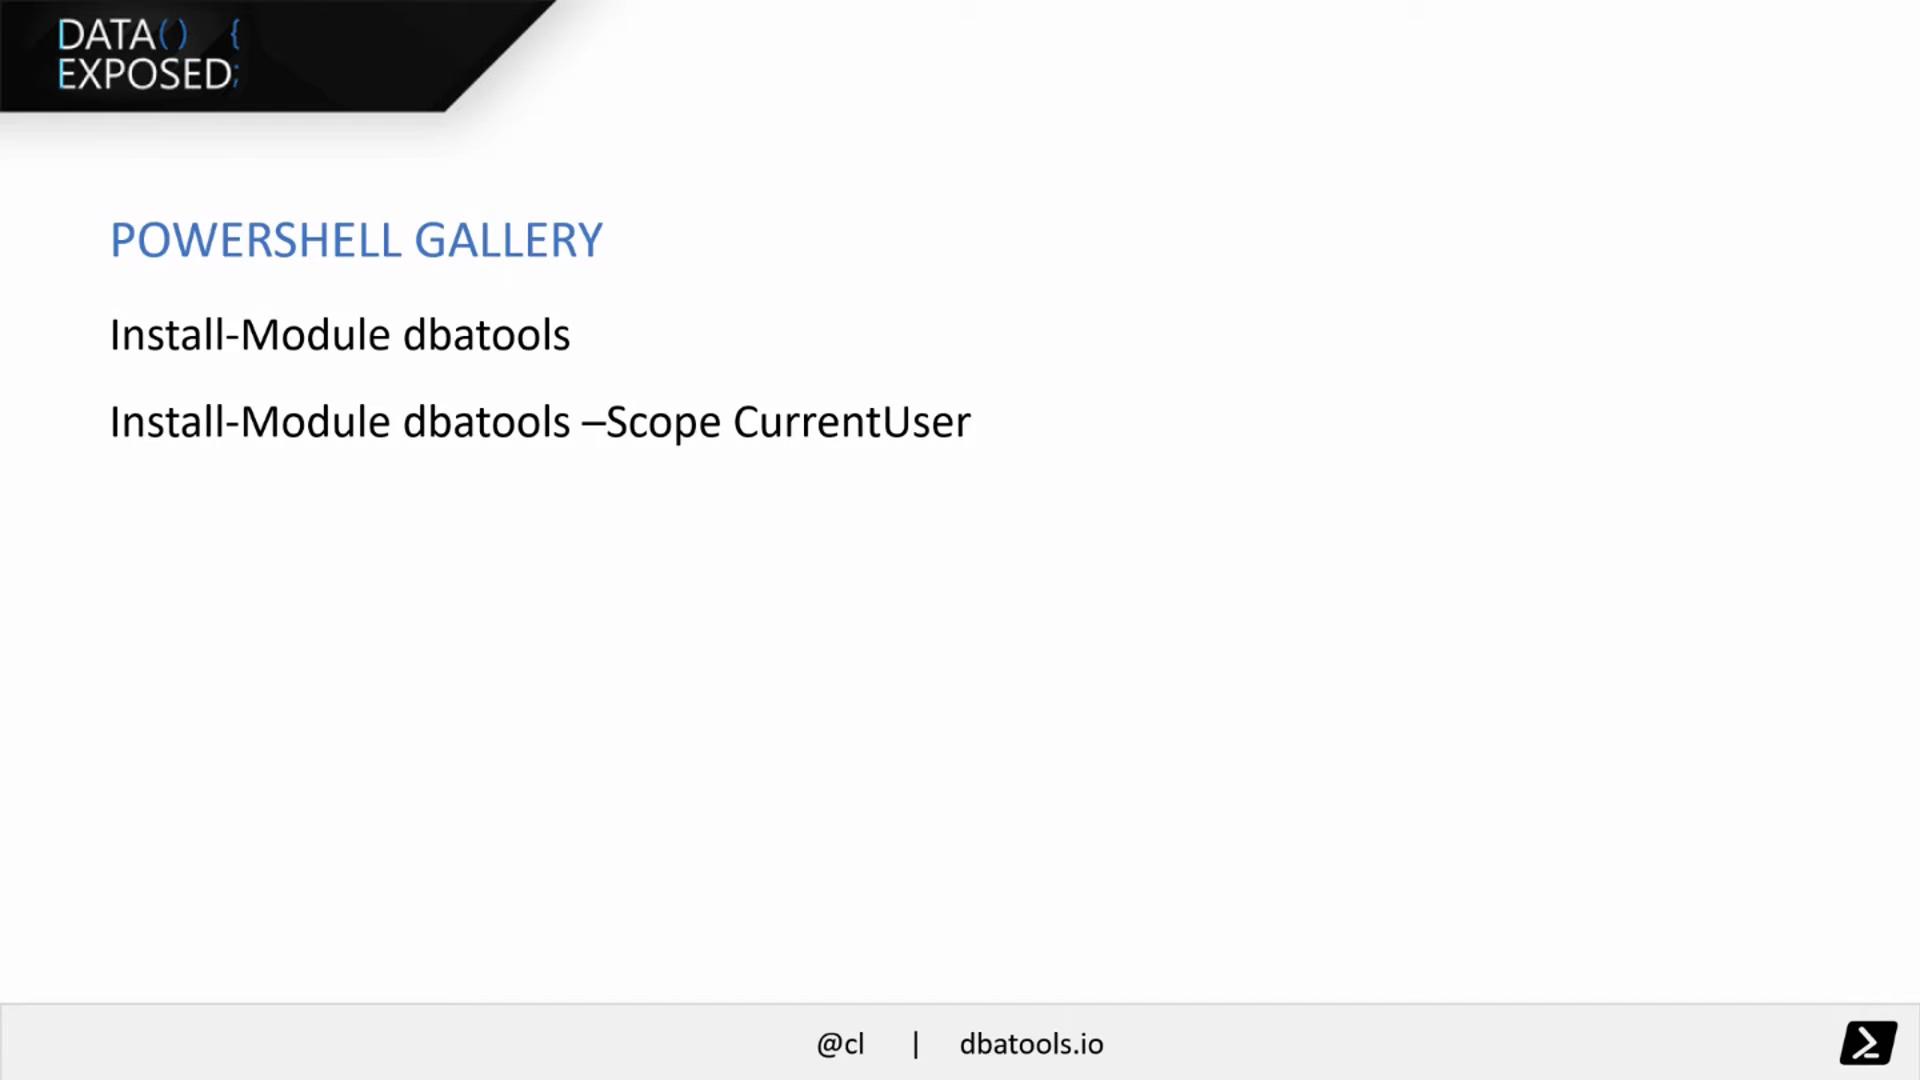 DATA() {
EXPOSED;
POWERSHELL GALLERY
Install-Module dbatools
Install-Module dbatools –Scope CurrentUser
@cl | dbatools.io